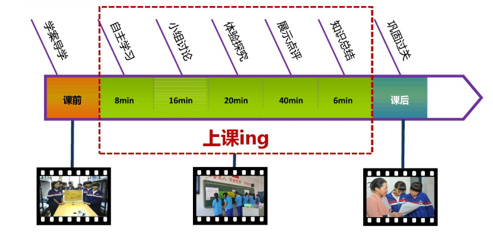 学案导学
自主学习
小组讨论
体验探究
展示点评
知识总结
巩固过关
课前
8min
16min
20min
40min
6min
课后
上课ing